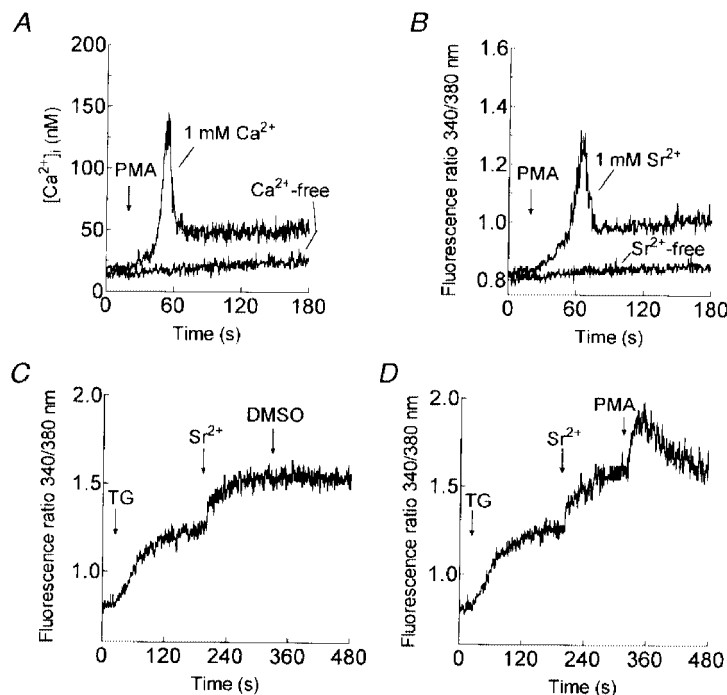 A
200
150
100
50
0
[Ca²⁺]ᵢ (nM)
PMA
1 mM Ca²⁺
Ca²⁺-free
0 60 120 180
Time (s)
B
1.6
1.4
1.2
1.0
0.8
Fluorescence ratio 340/380 nm
PMA
1 mM Sr²⁺
Sr²⁺-free
0 60 120 180
Time (s)
C
2.0
1.5
1.0
Fluorescence ratio 340/380 nm
TG
Sr²⁺
DMSO
0 120 240 360 480
Time (s)
D
2.0
1.5
1.0
Fluorescence ratio 340/380 nm
TG
Sr²⁺
PMA
0 120 240 360 480
Time (s)